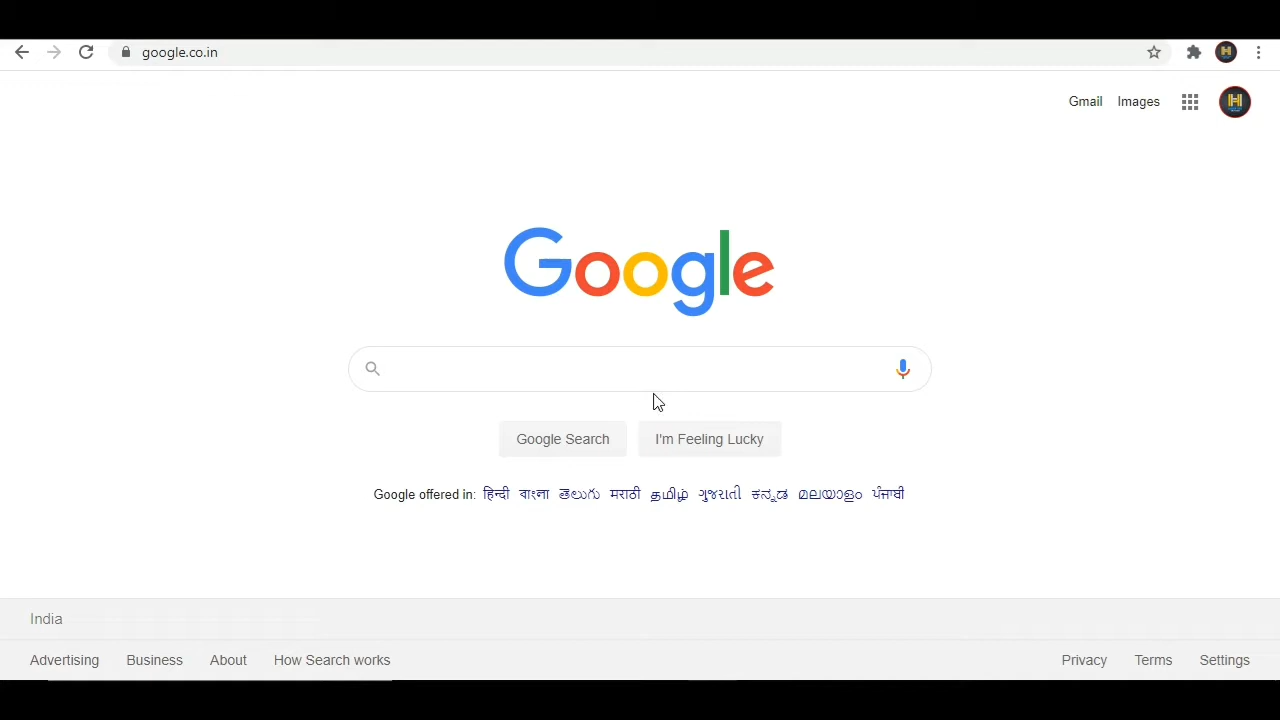 google.co.in
Gmail Images
Google
Google Search I'm Feeling Lucky
Google offered in: हिन्दी বাংলা తెలుగు मराठी தமிழ் ગુજરાતી ಕನ್ನಡ മലയാളം ਪੰਜਾਬੀ
India
Advertising Business About How Search works Privacy Terms Settings